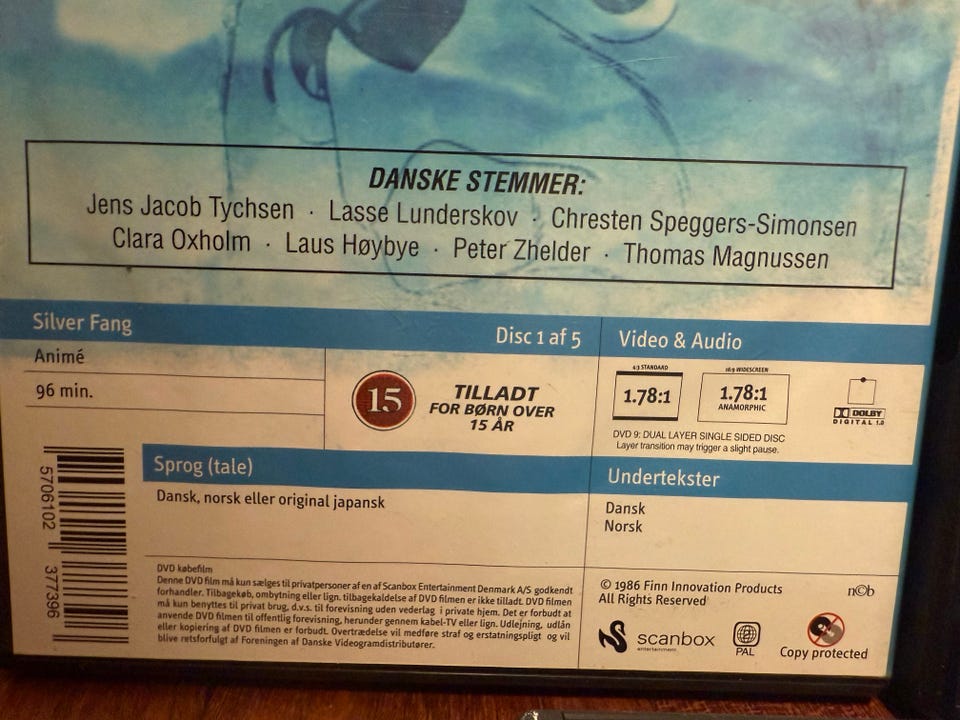 DANSKE STEMMER:
Jens Jacob Tychsen · Lasse Lunderskov · Chresten Speggers-Simonsen
Clara Oxholm · Laus Høybye · Peter Zhelder · Thomas Magnussen
Silver Fang
Disc 1 af 5
Animé
96 min.
15
TILLADT
FOR BØRN OVER
15 ÅR
Video & Audio
4:3 STANDARD
1.78:1
16:9 WIDESCREEN
1.78:1
ANAMORPHIC
DOLBY
DIGITAL 1.0
DVD 9: DUAL LAYER SINGLE SIDED DISC
Layer transition may trigger a slight pause.
Sprog (tale)
Dansk, norsk eller original japansk
Undertekster
Dansk
Norsk
5706102 377396
DVD købefilm
Denne DVD film må kun sælges til privatpersoner af en af Scanbox Entertainment Denmark A/S godkendt
forhandler. Tilbagekøb, ombytning eller lign. tilbagekaldelse af DVD filmen er ikke tilladt. DVD filmen
må kun benyttes til privat brug, d.v.s. til forevisning uden vederlag i private hjem. Det er forbudt at
anvende DVD filmen til offentlig forevisning, herunder gennem kabel-TV eller lign. Udlejning, udlån
eller kopiering af DVD filmen er forbudt. Overtrædelse vil medføre straf og erstatningspligt og vil
blive retsforfulgt af Foreningen af Danske Videogramdistributører.
© 1986 Finn Innovation Products
All Rights Reserved
n©b
scanbox
entertainment
PAL
Copy protected